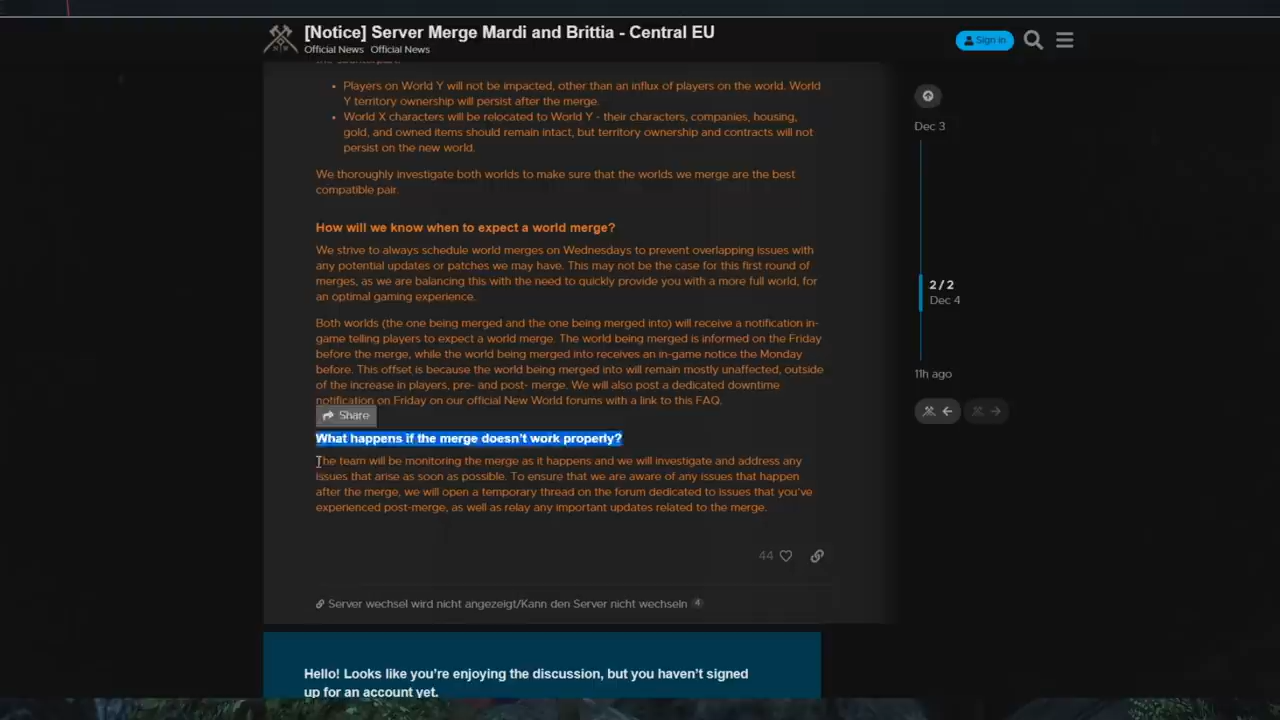 [Notice] Server Merge Mardi and Brittia - Central EU
Official News Official News
Sign in
the counterpart.
• Players on World Y will not be impacted, other than an influx of players on the world. World
Y territory ownership will persist after the merge.
• World X characters will be relocated to World Y - their characters, companies, housing,
gold, and owned items should remain intact, but territory ownership and contracts will not
persist on the new world.
We thoroughly investigate both worlds to make sure that the worlds we merge are the best
compatible pair.
How will we know when to expect a world merge?
We strive to always schedule world merges on Wednesdays to prevent overlapping issues with
any potential updates or patches we may have. This may not be the case for this first round of
merges, as we are balancing this with the need to quickly provide you with a more full world, for
an optimal gaming experience.
Both worlds (the one being merged and the one being merged into) will receive a notification in-
game telling players to expect a world merge. The world being merged is informed on the Friday
before the merge, while the world being merged into receives an in-game notice the Monday
before. This offset is because the world being merged into will remain mostly unaffected, outside
of the increase in players, pre- and post- merge. We will also post a dedicated downtime
notification on Friday on our official New World forums with a link to this FAQ.
Share
What happens if the merge doesn't work properly?
The team will be monitoring the merge as it happens and we will investigate and address any
issues that arise as soon as possible. To ensure that we are aware of any issues that happen
after the merge, we will open a temporary thread on the forum dedicated to issues that you've
experienced post-merge, as well as relay any important updates related to the merge.
44
Server wechsel wird nicht angezeigt/Kann den Server nicht wechseln 4
Hello! Looks like you're enjoying the discussion, but you haven't signed
up for an account yet.
Dec 3
2 / 2
Dec 4
11h ago